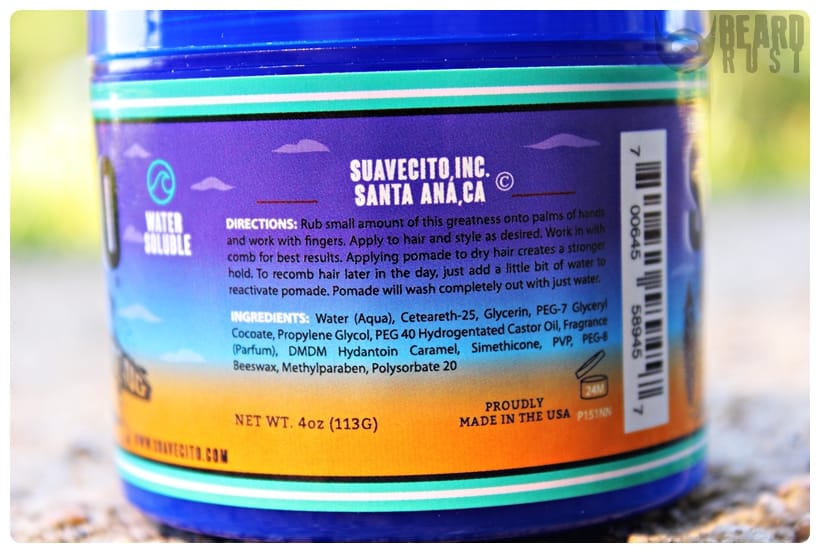 BEARD
RUST
SUAVECITO, INC. ©
SANTA ANA, CA
WATER
SOLUBLE
DIRECTIONS: Rub small amount of this greatness onto palms of hands
and work with fingers. Apply to hair and style as desired. Work in with
comb for best results. Applying pomade to dry hair creates a stronger
hold. To recomb hair later in the day, just add a little bit of water to
reactivate pomade. Pomade will wash completely out with just water.
INGREDIENTS: Water (Aqua), Ceteareth-25, Glycerin, PEG-7 Glyceryl
Cocoate, Propylene Glycol, PEG 40 Hydrogentated Castor Oil, Fragrance
(Parfum), DMDM Hydantoin Caramel, Simethicone, PVP, PEG-8
Beeswax, Methylparaben, Polysorbate 20
24M
NET WT. 4oz (113G)
PROUDLY
MADE IN THE USA P151NN
WWW.SUAVECITO.COM
7 00645 58945 7